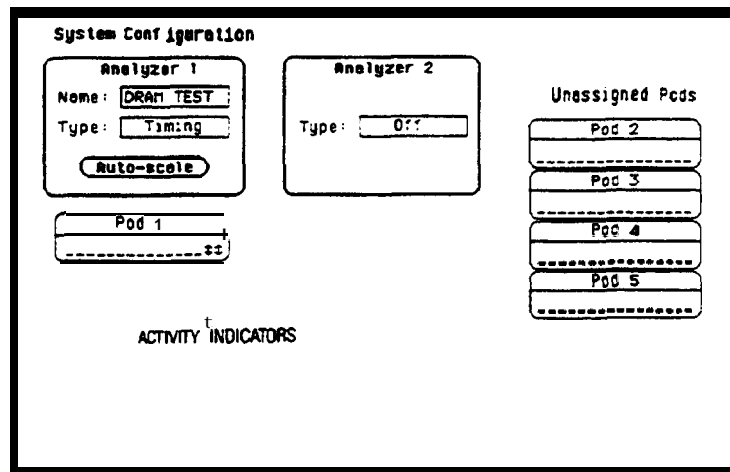 System Configuration
Analyzer 1
Name: DRAM TEST
Type: Timing
Auto-scale
Analyzer 2
Type: Off
Unassigned Pods
Pod 2
----------------
Pod 3
----------------
Pod 4
----------------
Pod 5
----------------
Pod 1
--------------↕↕
ACTIVITY INDICATORS